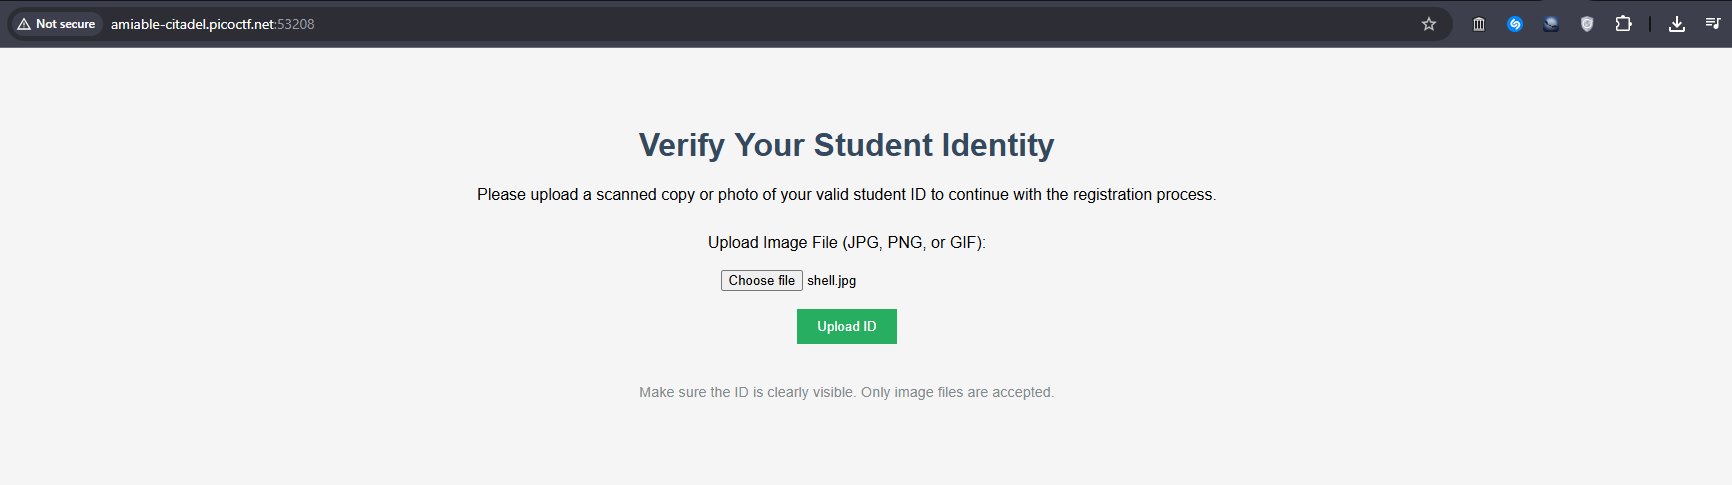 Not secure amiable-citadel.picoctf.net:53208
Verify Your Student Identity
Please upload a scanned copy or photo of your valid student ID to continue with the registration process.
Upload Image File (JPG, PNG, or GIF):
Choose file shell.jpg
Upload ID
Make sure the ID is clearly visible. Only image files are accepted.